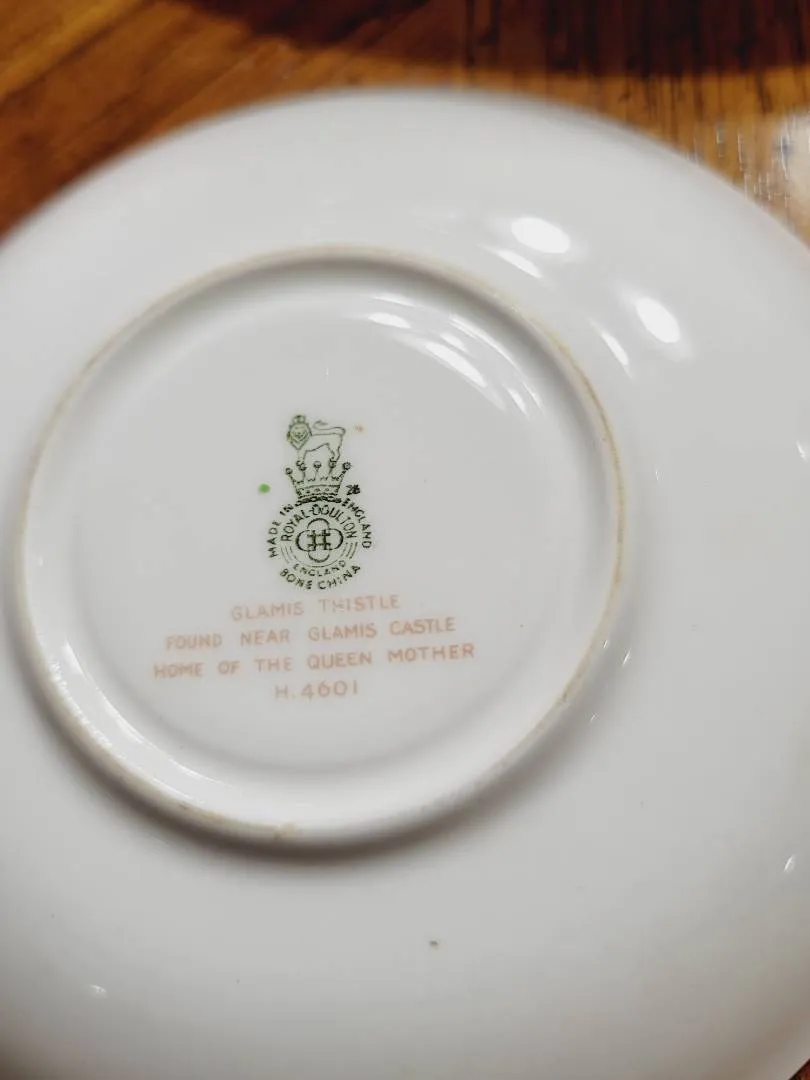 28
MADE IN ENGLAND
ROYAL·DOULTON
ENGLAND
BONE CHINA
GLAMIS THISTLE
FOUND NEAR GLAMIS CASTLE
HOME OF THE QUEEN MOTHER
H.4601